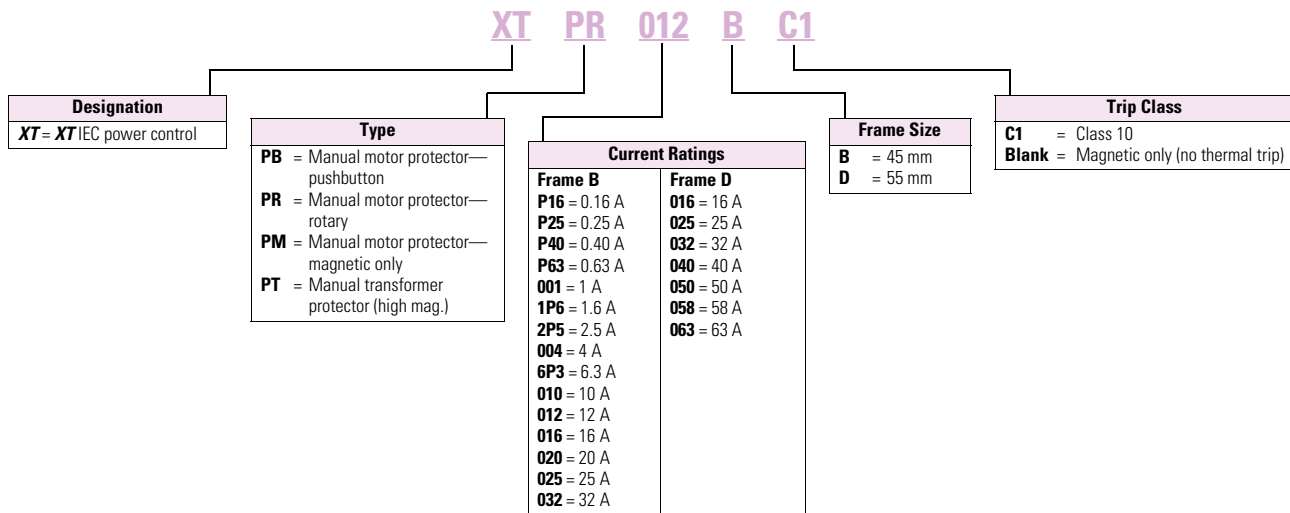 XT PR 012 B C1
Designation
XT = XT IEC power control
Type
PB = Manual motor protector—
pushbutton
PR = Manual motor protector—
rotary
PM = Manual motor protector—
magnetic only
PT = Manual transformer
protector (high mag.)
Current Ratings
Frame B
P16 = 0.16 A
P25 = 0.25 A
P40 = 0.40 A
P63 = 0.63 A
001 = 1 A
1P6 = 1.6 A
2P5 = 2.5 A
004 = 4 A
6P3 = 6.3 A
010 = 10 A
012 = 12 A
016 = 16 A
020 = 20 A
025 = 25 A
032 = 32 A
Frame D
016 = 16 A
025 = 25 A
032 = 32 A
040 = 40 A
050 = 50 A
058 = 58 A
063 = 63 A
Frame Size
B = 45 mm
D = 55 mm
Trip Class
C1 = Class 10
Blank = Magnetic only (no thermal trip)